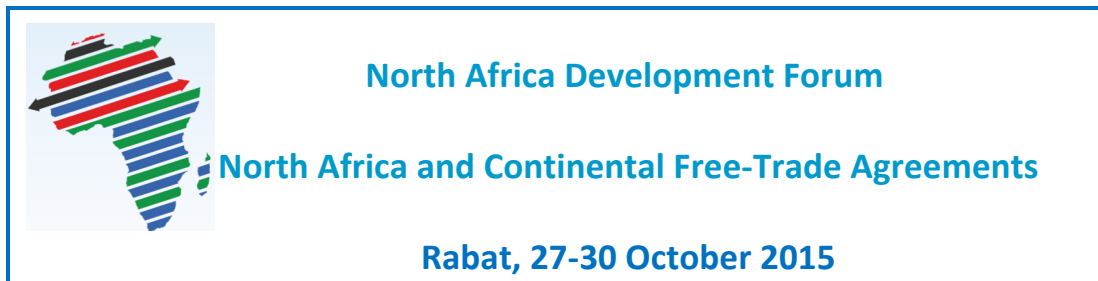 North Africa Development Forum
North Africa and Continental Free-Trade Agreements
Rabat, 27-30 October 2015